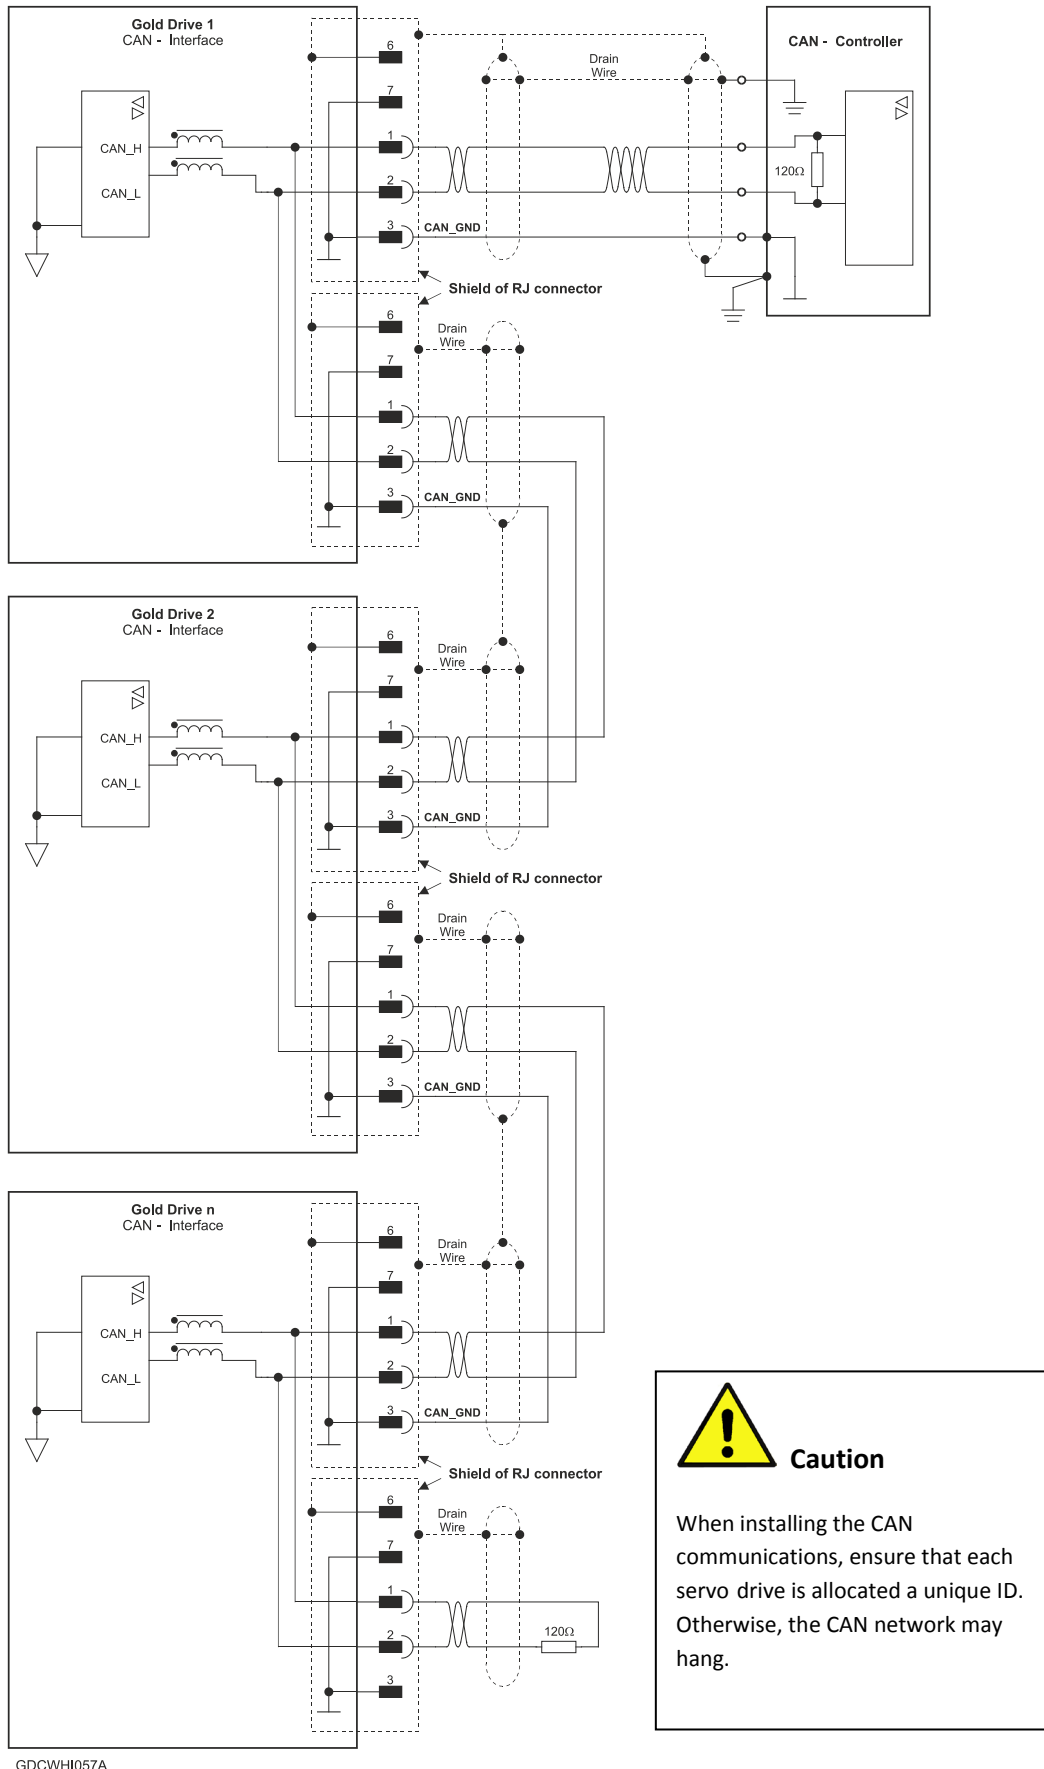 Gold Drive 1
CAN - Interface
CAN - Controller
6
Drain
Wire
7
CAN_H
1
120Ω
CAN_L
2
3
CAN_GND
Shield of RJ connector
6
Drain
Wire
7
1
2
3
CAN_GND
Gold Drive 2
CAN - Interface
6
Drain
Wire
7
CAN_H
1
CAN_L
2
3
CAN_GND
Shield of RJ connector
6
Drain
Wire
7
1
2
3
CAN_GND
Gold Drive n
CAN - Interface
6
Drain
Wire
7
CAN_H
1
CAN_L
2
3
CAN_GND
Shield of RJ connector
6
Drain
Wire
7
1
2
120Ω
3
Caution
When installing the CAN
communications, ensure that each
servo drive is allocated a unique ID.
Otherwise, the CAN network may
hang.
GDCWHI057A